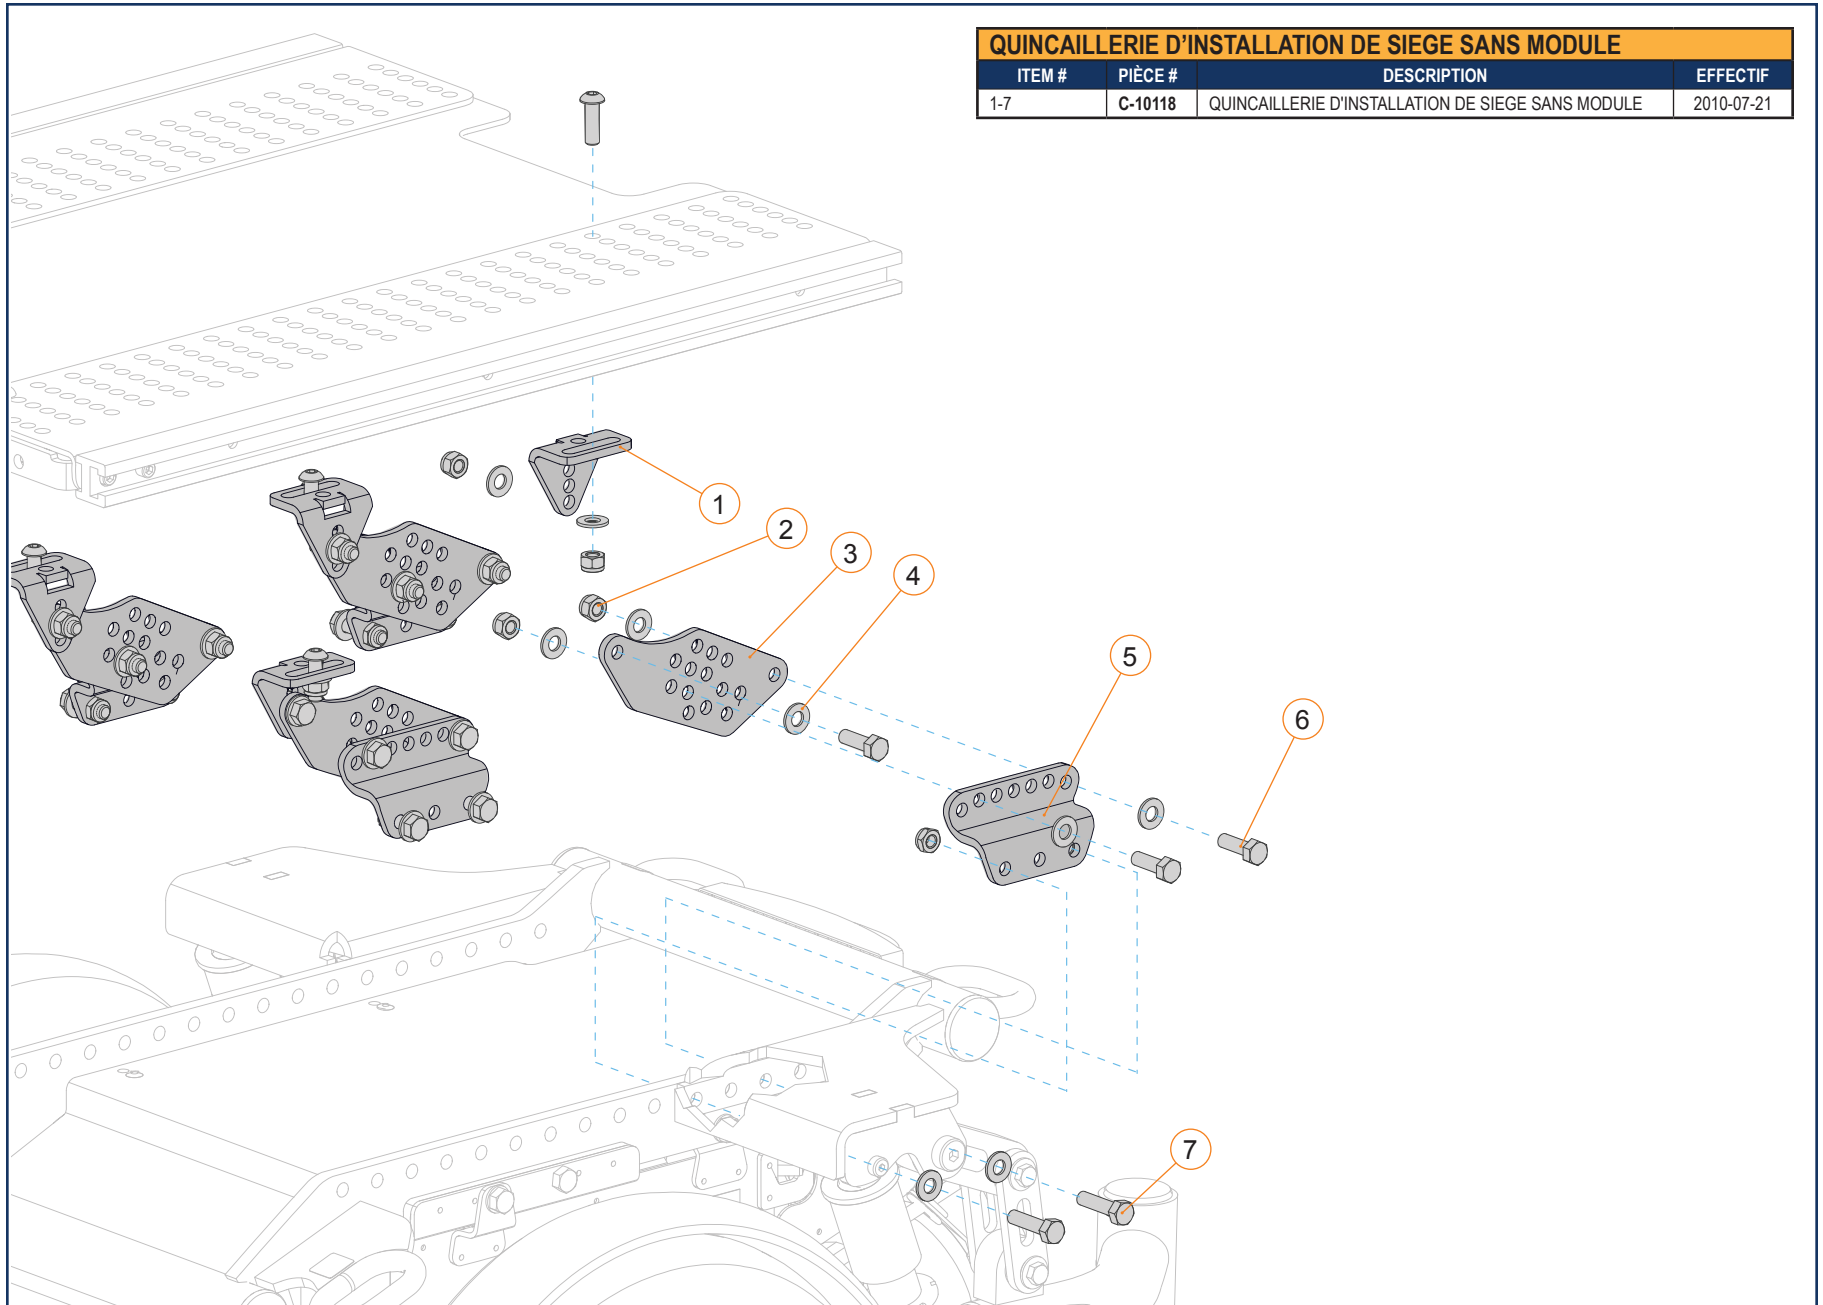 QUINCAILLERIE D’INSTALLATION DE SIEGE SANS MODULE
ITEM # PIÈCE # DESCRIPTION EFFECTIF
1-7 C-10118 QUINCAILLERIE D'INSTALLATION DE SIEGE SANS MODULE 2010-07-21
1
2
3
4
5
6
7